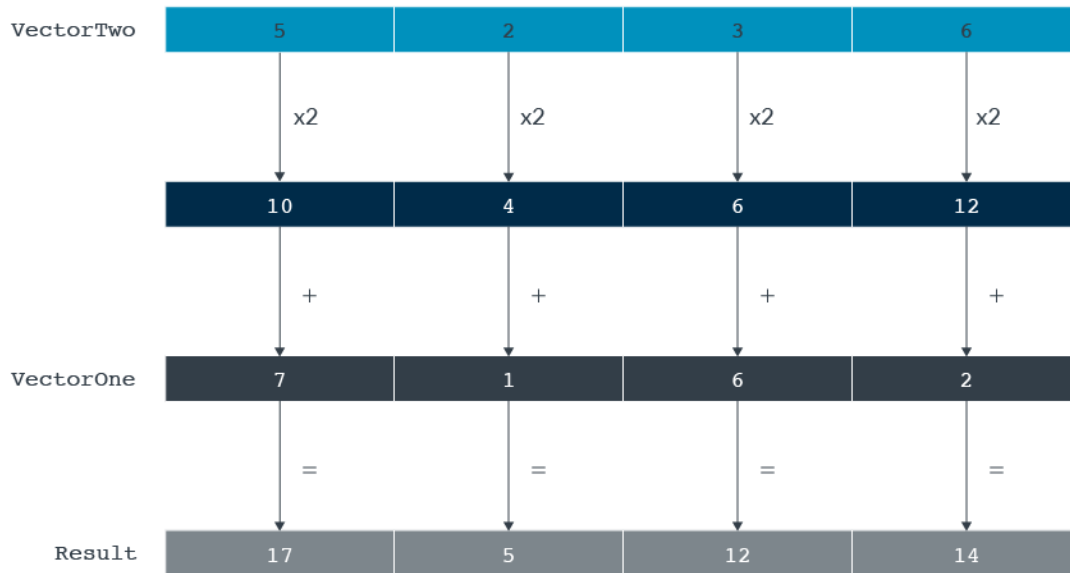 VectorTwo 5 2 3 6
x2 x2 x2 x2
10 4 6 12
+ + + +
VectorOne 7 1 6 2
= = = =
Result 17 5 12 14